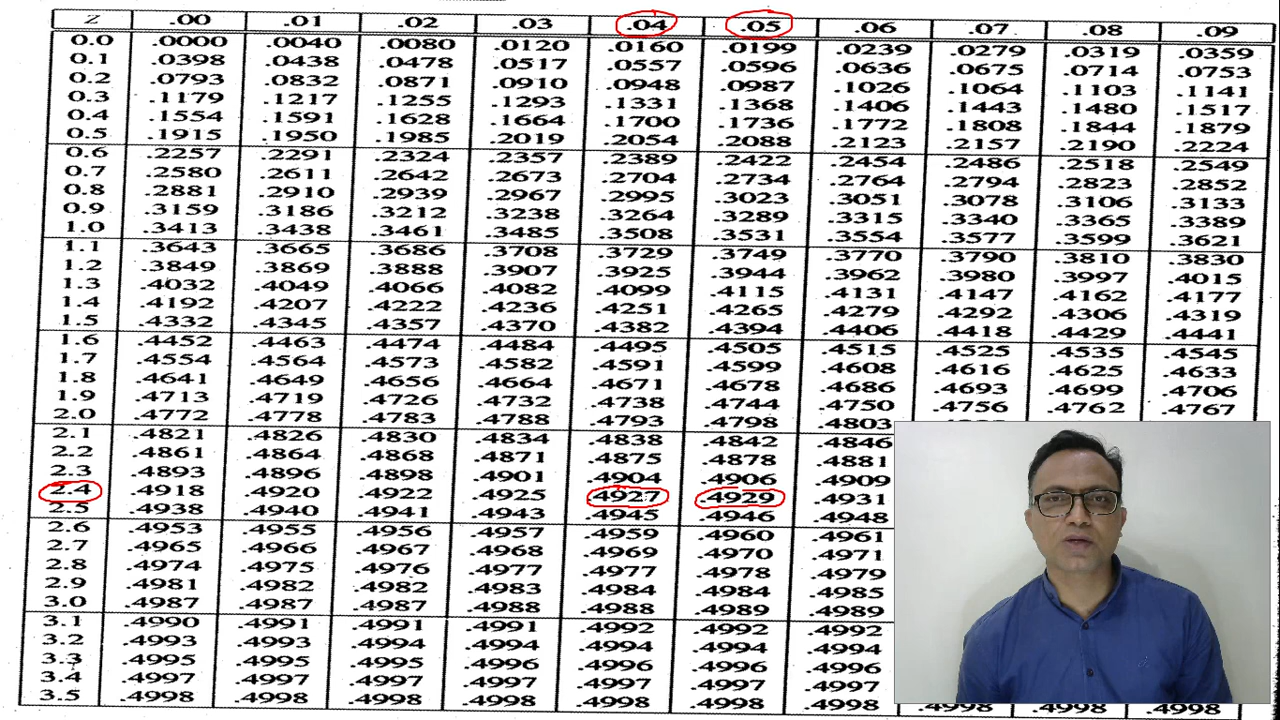 Z .00 .01 .02 .03 .04 .05 .06 .07 .08 .09
0.0 .0000 .0040 .0080 .0120 .0160 .0199 .0239 .0279 .0319 .0359
0.1 .0398 .0438 .0478 .0517 .0557 .0596 .0636 .0675 .0714 .0753
0.2 .0793 .0832 .0871 .0910 .0948 .0987 .1026 .1064 .1103 .1141
0.3 .1179 .1217 .1255 .1293 .1331 .1368 .1406 .1443 .1480 .1517
0.4 .1554 .1591 .1628 .1664 .1700 .1736 .1772 .1808 .1844 .1879
0.5 .1915 .1950 .1985 .2019 .2054 .2088 .2123 .2157 .2190 .2224
0.6 .2257 .2291 .2324 .2357 .2389 .2422 .2454 .2486 .2518 .2549
0.7 .2580 .2611 .2642 .2673 .2704 .2734 .2764 .2794 .2823 .2852
0.8 .2881 .2910 .2939 .2967 .2995 .3023 .3051 .3078 .3106 .3133
0.9 .3159 .3186 .3212 .3238 .3264 .3289 .3315 .3340 .3365 .3389
1.0 .3413 .3438 .3461 .3485 .3508 .3531 .3554 .3577 .3599 .3621
1.1 .3643 .3665 .3686 .3708 .3729 .3749 .3770 .3790 .3810 .3830
1.2 .3849 .3869 .3888 .3907 .3925 .3944 .3962 .3980 .3997 .4015
1.3 .4032 .4049 .4066 .4082 .4099 .4115 .4131 .4147 .4162 .4177
1.4 .4192 .4207 .4222 .4236 .4251 .4265 .4279 .4292 .4306 .4319
1.5 .4332 .4345 .4357 .4370 .4382 .4394 .4406 .4418 .4429 .4441
1.6 .4452 .4463 .4474 .4484 .4495 .4505 .4515 .4525 .4535 .4545
1.7 .4554 .4564 .4573 .4582 .4591 .4599 .4608 .4616 .4625 .4633
1.8 .4641 .4649 .4656 .4664 .4671 .4678 .4686 .4693 .4699 .4706
1.9 .4713 .4719 .4726 .4732 .4738 .4744 .4750 .4756 .4762 .4767
2.0 .4772 .4778 .4783 .4788 .4793 .4798 .4803
2.1 .4821 .4826 .4830 .4834 .4838 .4842 .4846
2.2 .4861 .4864 .4868 .4871 .4875 .4878 .4881
2.3 .4893 .4896 .4898 .4901 .4904 .4906 .4909
2.4 .4918 .4920 .4922 .4925 .4927 .4929 .4931
2.5 .4938 .4940 .4941 .4943 .4945 .4946 .4948
2.6 .4953 .4955 .4956 .4957 .4959 .4960 .4961
2.7 .4965 .4966 .4967 .4968 .4969 .4970 .4971
2.8 .4974 .4975 .4976 .4977 .4977 .4978 .4979
2.9 .4981 .4982 .4982 .4983 .4984 .4984 .4985
3.0 .4987 .4987 .4987 .4988 .4988 .4989 .4989
3.1 .4990 .4991 .4991 .4991 .4992 .4992 .4992
3.2 .4993 .4993 .4994 .4994 .4994 .4994 .4994
3.3 .4995 .4995 .4995 .4996 .4996 .4996 .4996
3.4 .4997 .4997 .4997 .4997 .4997 .4997 .4997
3.5 .4998 .4998 .4998 .4998 .4998 .4998 .4998 .4998 .4998 .4998